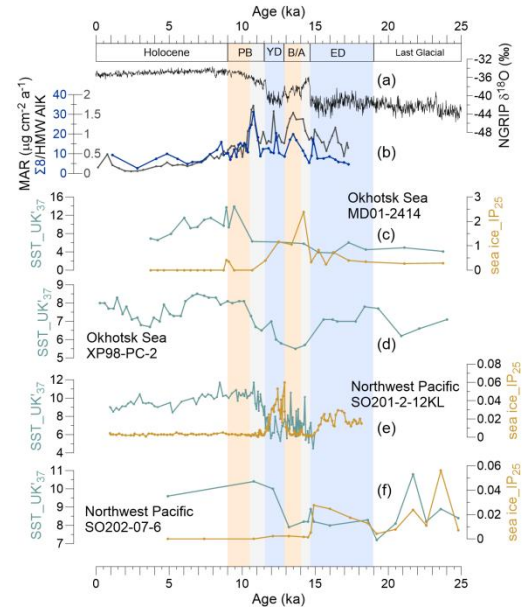 Age (ka)
0 5 10 15 20 25
Holocene PB YD B/A ED Last Glacial
(a)
-36
-40
-44
-48
NGRIP δ18O (‰)
MAR (μg cm-2 a-1)
Σ8/HMW AlK
40
30
20
10
0
2
1.5
1
0.5
0
(b)
SST_UK'37
16
12
8
4
0
Okhotsk Sea
MD01-2414
(c)
3
2
1
0
sea ice_IP25
SST_UK'37
9
8
7
6
5
Okhotsk Sea
XP98-PC-2
(d)
SST_UK'37
12
10
8
6
4
Northwest Pacific
SO201-2-12KL
(e)
0.08
0.06
0.04
0.02
0
sea ice_IP25
SST_UK'37
11
10
9
8
7
Northwest Pacific
SO202-07-6
(f)
0.06
0.04
0.02
0
sea ice_IP25
0 5 10 15 20 25
Age (ka)